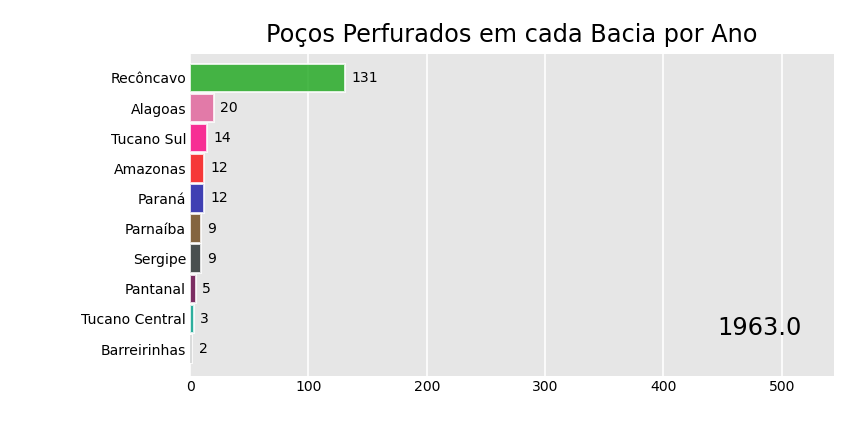 Poços Perfurados em cada Bacia por Ano
Recôncavo 131
Alagoas 20
Tucano Sul 14
Amazonas 12
Paraná 12
Parnaíba 9
Sergipe 9
Pantanal 5
Tucano Central 3
1963.0
Barreirinhas 2
0 100 200 300 400 500